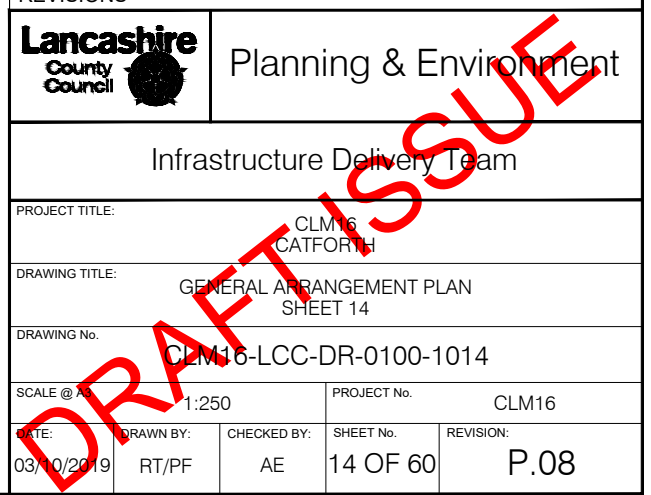 REVISIONS
Lancashire
County
Council
Planning & Environment
Infrastructure Delivery Team
PROJECT TITLE:
CLM16
CATFORTH
DRAWING TITLE:
GENERAL ARRANGEMENT PLAN
SHEET 14
DRAWING No.
CLM16-LCC-DR-0100-1014
SCALE @ A3
1:250
PROJECT No.
CLM16
DATE:
03/10/2019
DRAWN BY:
RT/PF
CHECKED BY:
AE
SHEET No.
14 OF 60
REVISION:
P.08
DRAFT ISSUE